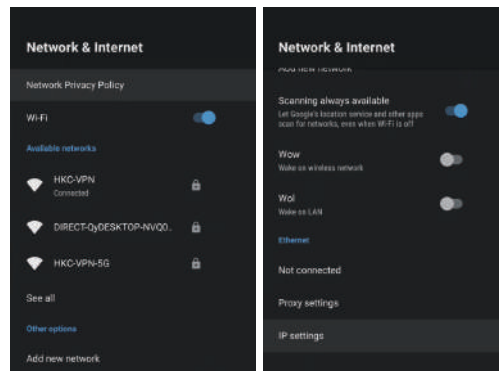 Network & Internet
Network Privacy Policy
Wi-Fi
Available networks
HKC-VPN
Connected
DIRECT-QyDESKTOP-NVQ0..
HKC-VPN-5G
See all
Other options
Add new network
Network & Internet
Add new network
Scanning always available
Let Google's location service and other apps
scan for networks, even when Wi-Fi is off
Wow
Wake on wireless network
Wol
Wake on LAN
Ethernet
Not connected
Proxy settings
IP settings